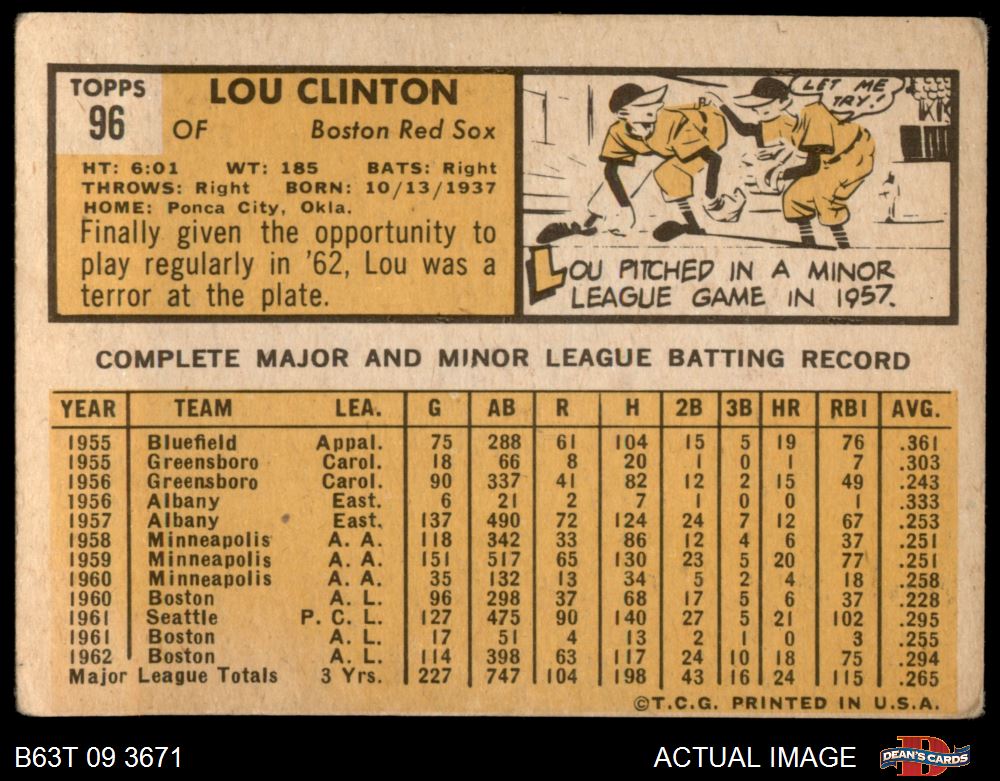 TOPPS
96
LOU CLINTON
OF Boston Red Sox
HT: 6:01 WT: 185 BATS: Right
THROWS: Right BORN: 10/13/1937
HOME: Ponca City, Okla.
Finally given the opportunity to
play regularly in '62, Lou was a
terror at the plate.
LET ME
TRY!
LOU PITCHED IN A MINOR
LEAGUE GAME IN 1957.
COMPLETE MAJOR AND MINOR LEAGUE BATTING RECORD
YEAR TEAM LEA. G AB R H 2B 3B HR RBI AVG.
1955 Bluefield Appal. 75 288 61 104 15 5 19 76 .361
1955 Greensboro Carol. 18 66 8 20 1 0 1 7 .303
1956 Greensboro Carol. 90 337 41 82 12 2 15 49 .243
1956 Albany East. 6 21 2 7 1 0 0 1 .333
1957 Albany East. 137 490 72 124 24 7 12 67 .253
1958 Minneapolis A. A. 118 342 33 86 12 4 6 37 .251
1959 Minneapolis A. A. 151 517 65 130 23 5 20 77 .251
1960 Minneapolis A. A. 35 132 13 34 5 2 4 18 .258
1960 Boston A. L. 96 298 37 68 17 5 6 37 .228
1961 Seattle P. C. L. 127 475 90 140 27 5 21 102 .295
1961 Boston A. L. 17 51 4 13 2 1 0 3 .255
1962 Boston A. L. 114 398 63 117 24 10 18 75 .294
Major League Totals 3 Yrs. 227 747 104 198 43 16 24 115 .265
©T.C.G. PRINTED IN U.S.A.
B63T 09 3671
ACTUAL IMAGE
DEAN'S CARDS